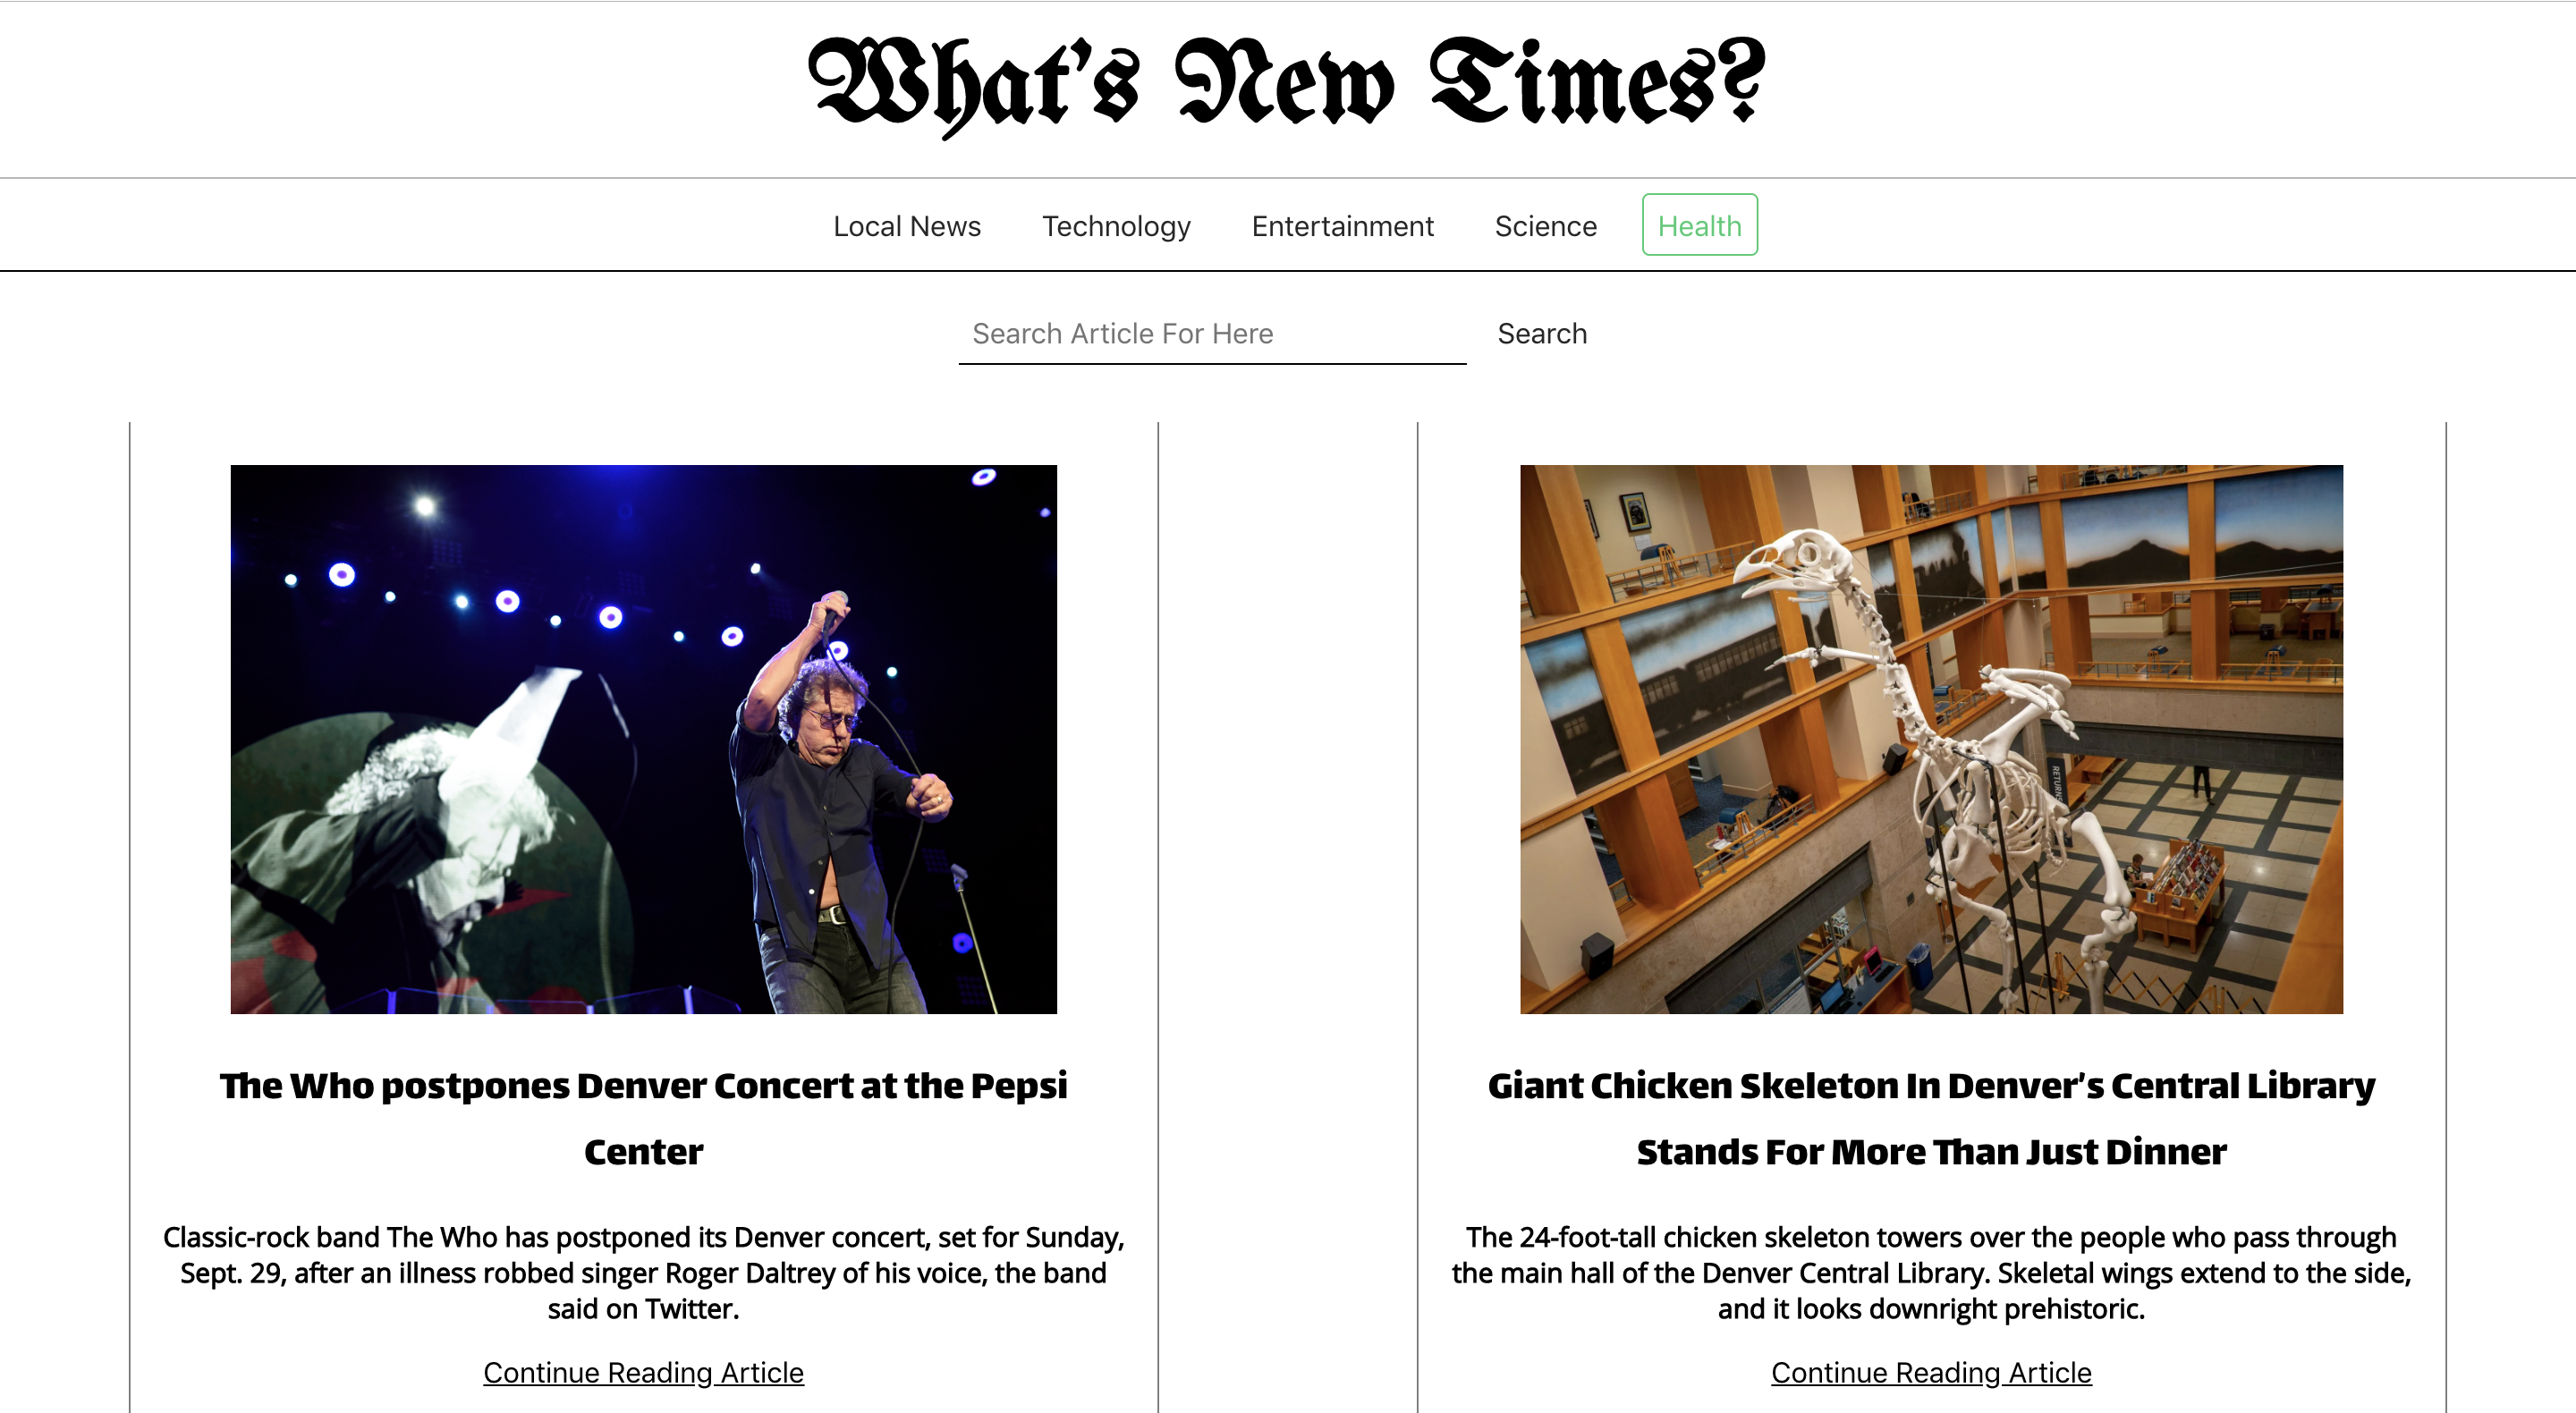 What's New Times?
Local News Technology Entertainment Science Health
Search Article For Here Search
RETURNS
The Who postpones Denver Concert at the Pepsi
Center
Classic-rock band The Who has postponed its Denver concert, set for Sunday,
Sept. 29, after an illness robbed singer Roger Daltrey of his voice, the band
said on Twitter.
Continue Reading Article
Giant Chicken Skeleton In Denver's Central Library
Stands For More Than Just Dinner
The 24-foot-tall chicken skeleton towers over the people who pass through
the main hall of the Denver Central Library. Skeletal wings extend to the side,
and it looks downright prehistoric.
Continue Reading Article